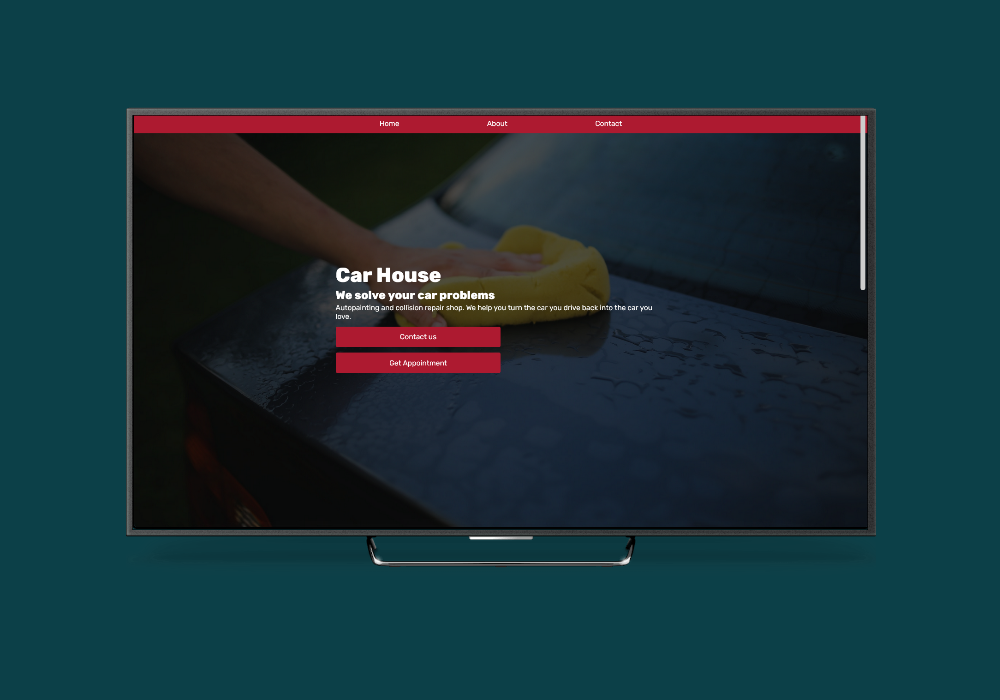 Home About Contact
Car House
We solve your car problems
Autopainting and collision repair shop. We help you turn the car you drive back into the car you
love.
Contact us
Get Appointment